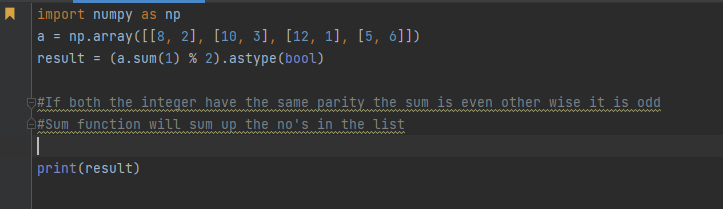 import numpy as np
a = np.array([[8, 2], [10, 3], [12, 1], [5, 6]])
result = (a.sum(1) % 2).astype(bool)
#If both the integer have the same parity the sum is even other wise it is odd
#Sum function will sum up the no's in the list
print(result)